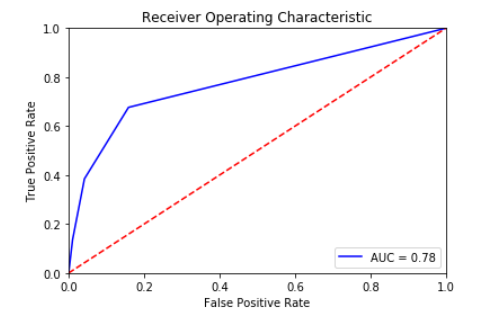 Receiver Operating Characteristic
1.0
0.8
0.6
0.4
0.2
0.0
True Positive Rate
AUC = 0.78
0.0 0.2 0.4 0.6 0.8 1.0
False Positive Rate